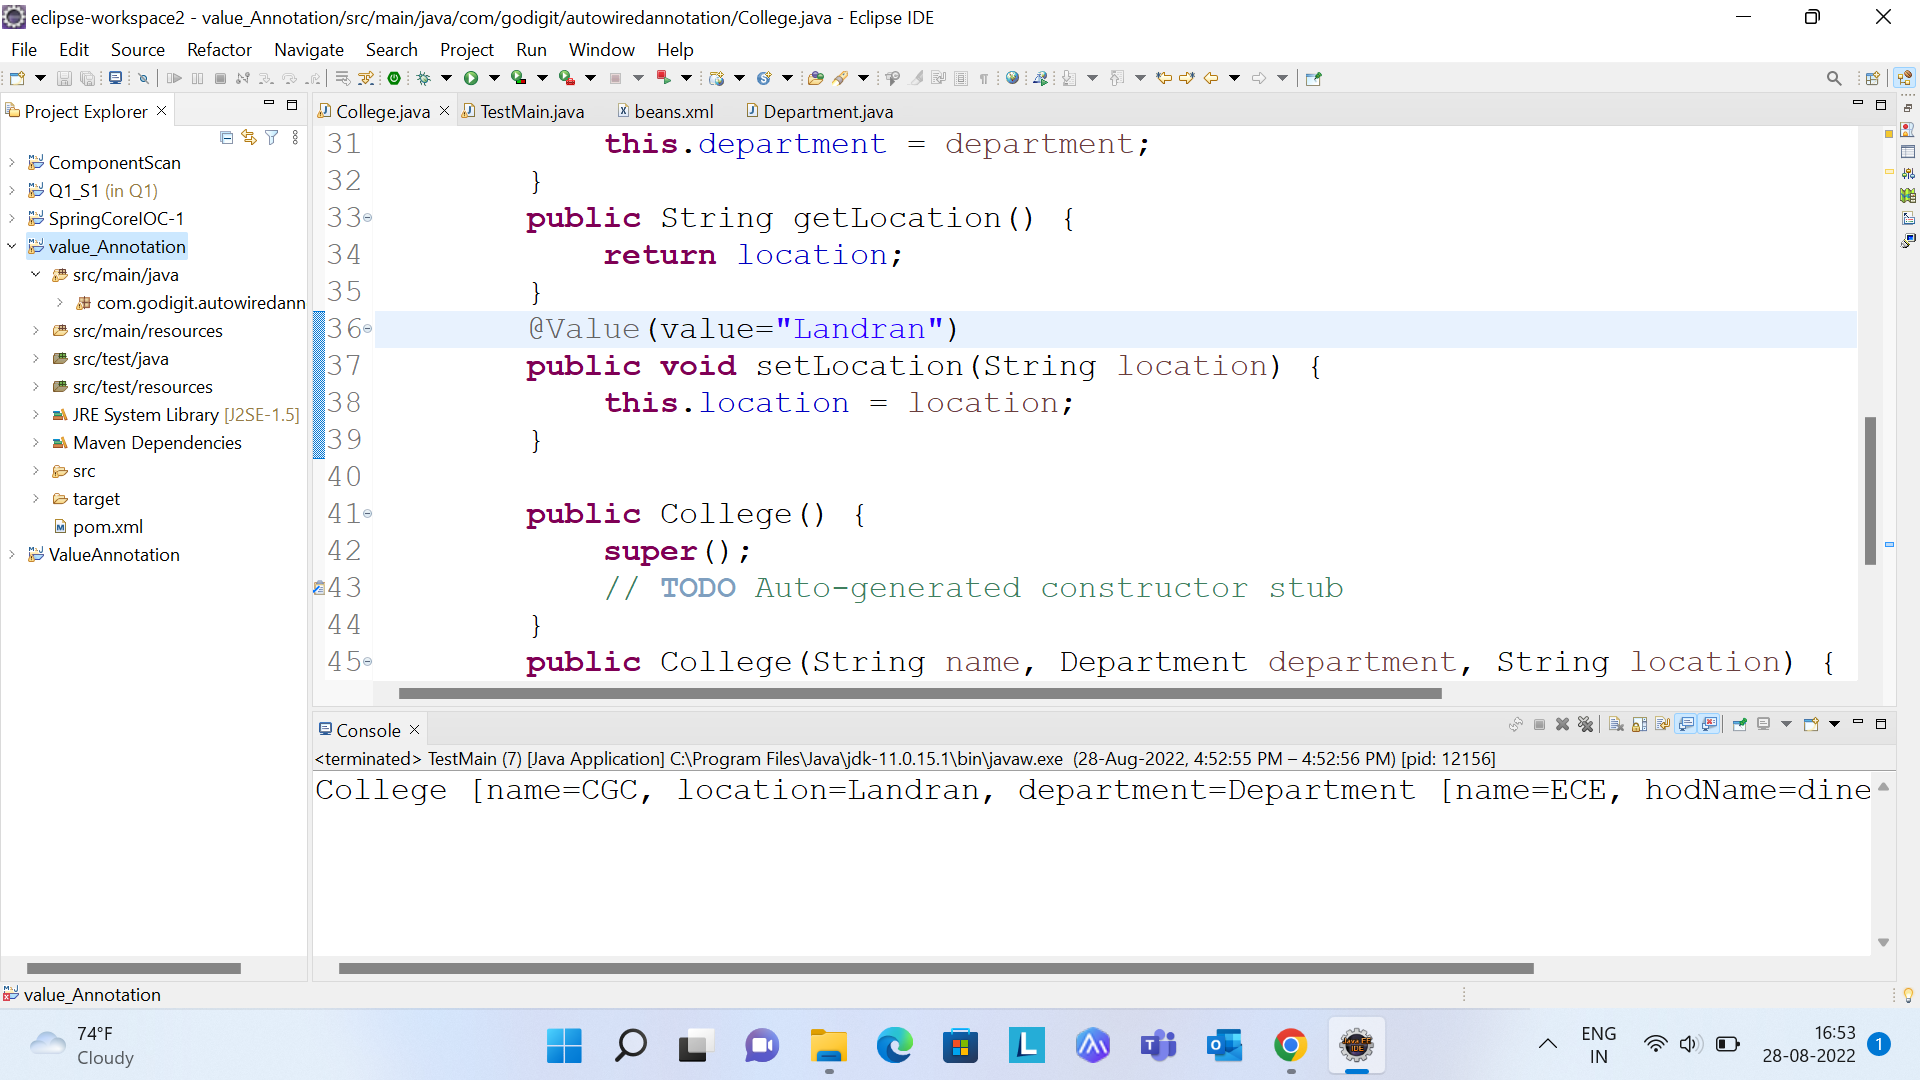 eclipse-workspace2 - value_Annotation/src/main/java/com/godigit/autowiredannotation/College.java - Eclipse IDE
File Edit Source Refactor Navigate Search Project Run Window Help
Project Explorer
College.java TestMain.java beans.xml Department.java
ComponentScan
Q1_S1 (in Q1)
SpringCoreIOC-1
value_Annotation
src/main/java
com.godigit.autowiredann
src/main/resources
src/test/java
src/test/resources
JRE System Library [J2SE-1.5]
Maven Dependencies
src
target
pom.xml
ValueAnnotation
31 this.department = department;
32 }
33 public String getLocation() {
34 return location;
35 }
36 @Value(value="Landran")
37 public void setLocation(String location) {
38 this.location = location;
39 }
40
41 public College() {
42 super();
43 // TODO Auto-generated constructor stub
44 }
45 public College(String name, Department department, String location) {
Console
<terminated> TestMain (7) [Java Application] C:\Program Files\Java\jdk-11.0.15.1\bin\javaw.exe (28-Aug-2022, 4:52:55 PM – 4:52:56 PM) [pid: 12156]
College [name=CGC, location=Landran, department=Department [name=ECE, hodName=dine
value_Annotation
74°F
Cloudy
ENG
IN
16:53
28-08-2022
1